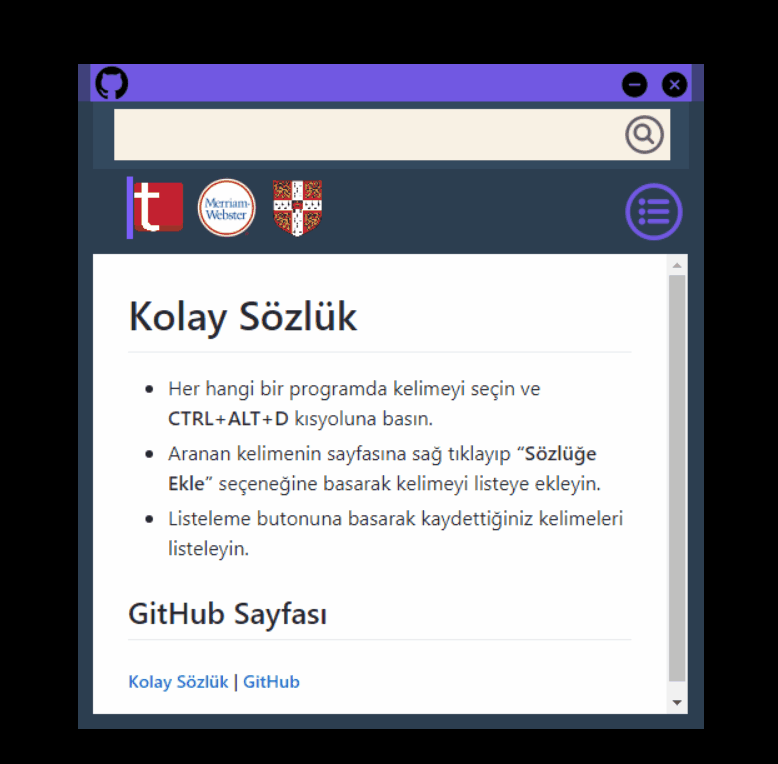 t
Merriam-
Webster
Kolay Sözlük
Her hangi bir programda kelimeyi seçin ve
CTRL+ALT+D kısyoluna basın.
Aranan kelimenin sayfasına sağ tıklayıp “Sözlüğe
Ekle” seçeneğine basarak kelimeyi listeye ekleyin.
Listeleme butonuna basarak kaydettiğiniz kelimeleri
listeleyin.
GitHub Sayfası
Kolay Sözlük | GitHub